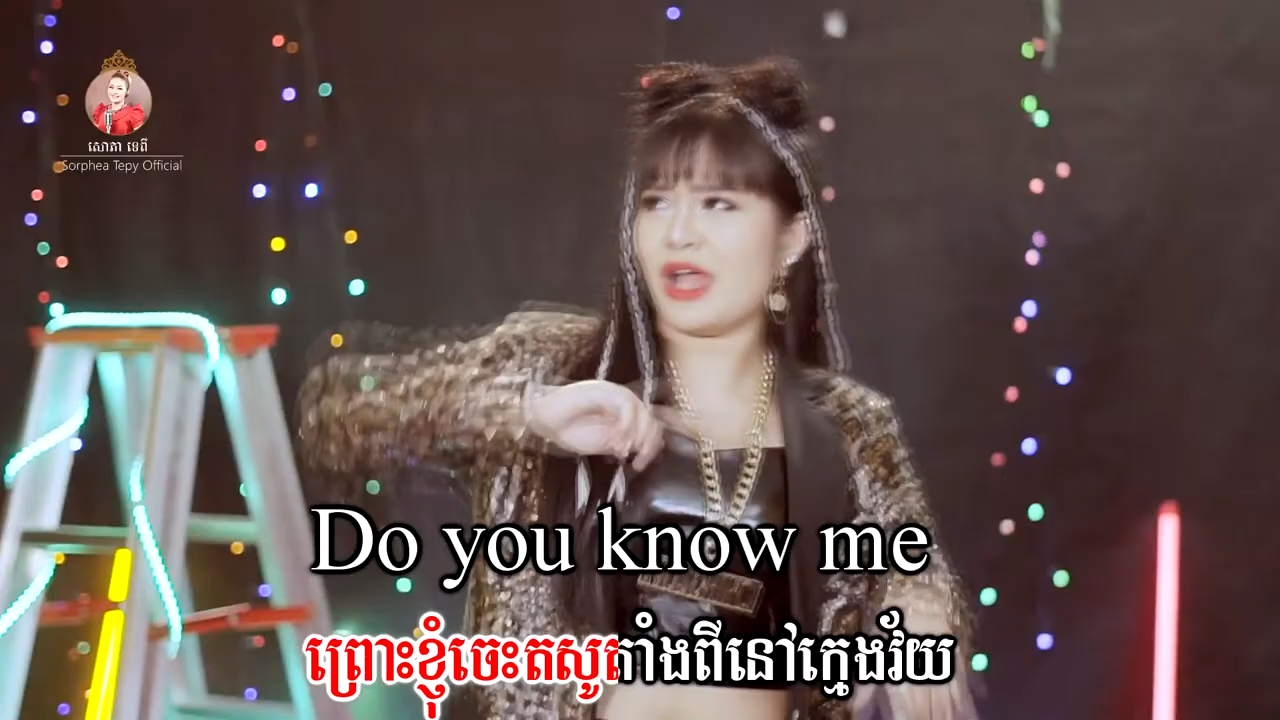 សោភា ទេពី
Sorphea Tepy Official
Do you know me
ព្រោះខ្ញុំចេះតស៊ូតាំងពីនៅក្មេងវ័យ